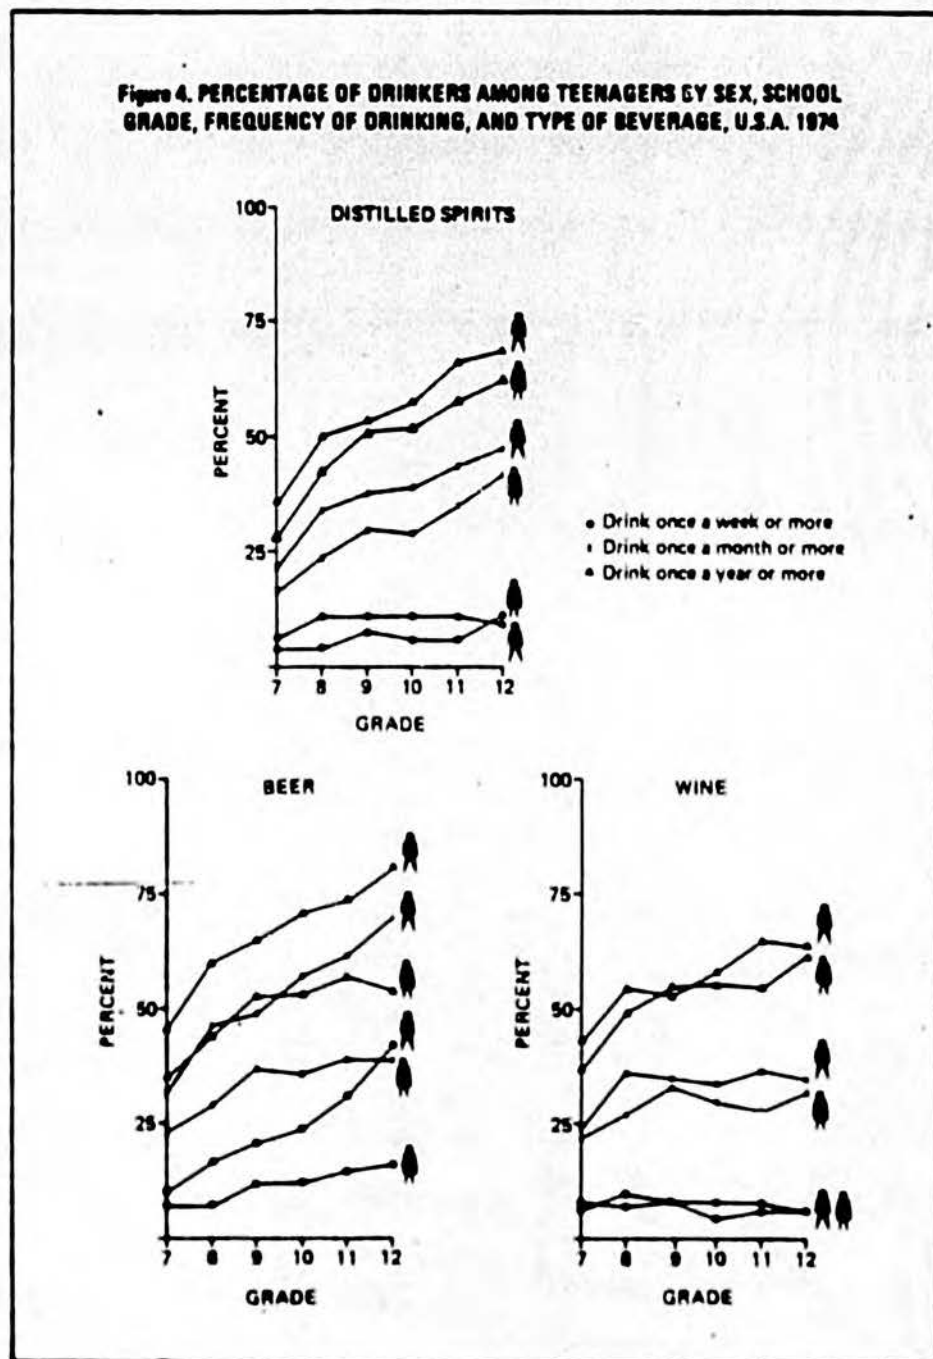 Figure 4. PERCENTAGE OF DRINKERS AMONG TEENAGERS BY SEX, SCHOOL
GRADE, FREQUENCY OF DRINKING, AND TYPE OF BEVERAGE, U.S.A. 1974
DISTILLED SPIRITS
100
75
50
25
PERCENT
7 8 9 10 11 12
GRADE
• Drink once a week or more
Drink once a month or more
▲ Drink once a year or more
BEER
100
75
50
25
PERCENT
7 8 9 10 11 12
GRADE
WINE
100
75
50
25
PERCENT
7 8 9 10 11 12
GRADE